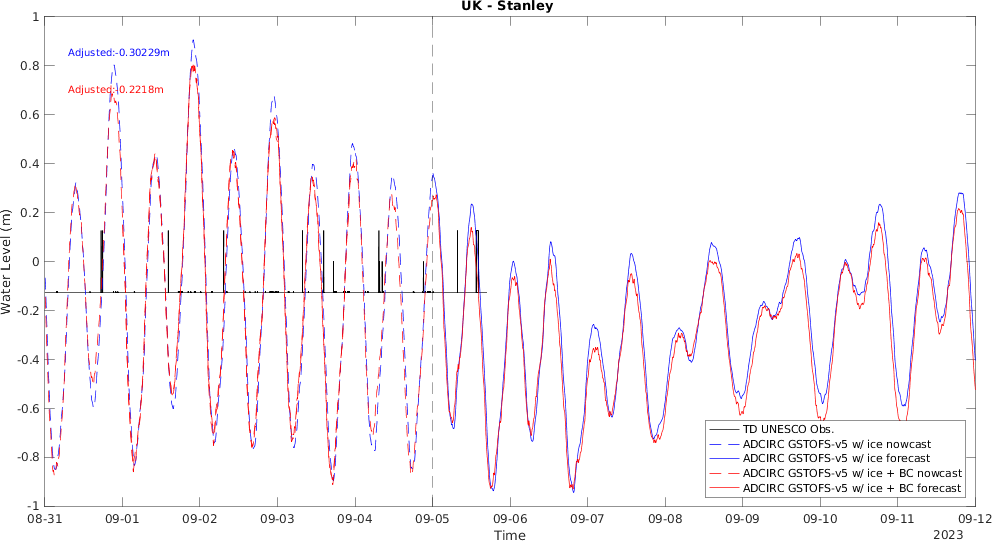 UK - Stanley
Adjusted:-0.30229m
Adjusted:-0.2218m
Water Level (m)
1
0.8
0.6
0.4
0.2
0
-0.2
-0.4
-0.6
-0.8
-1
TD UNESCO Obs.
ADCIRC GSTOFS-v5 w/ ice nowcast
ADCIRC GSTOFS-v5 w/ ice forecast
ADCIRC GSTOFS-v5 w/ ice + BC nowcast
ADCIRC GSTOFS-v5 w/ ice + BC forecast
08-31 09-01 09-02 09-03 09-04 09-05 09-06 09-07 09-08 09-09 09-10 09-11 09-12
Time
2023